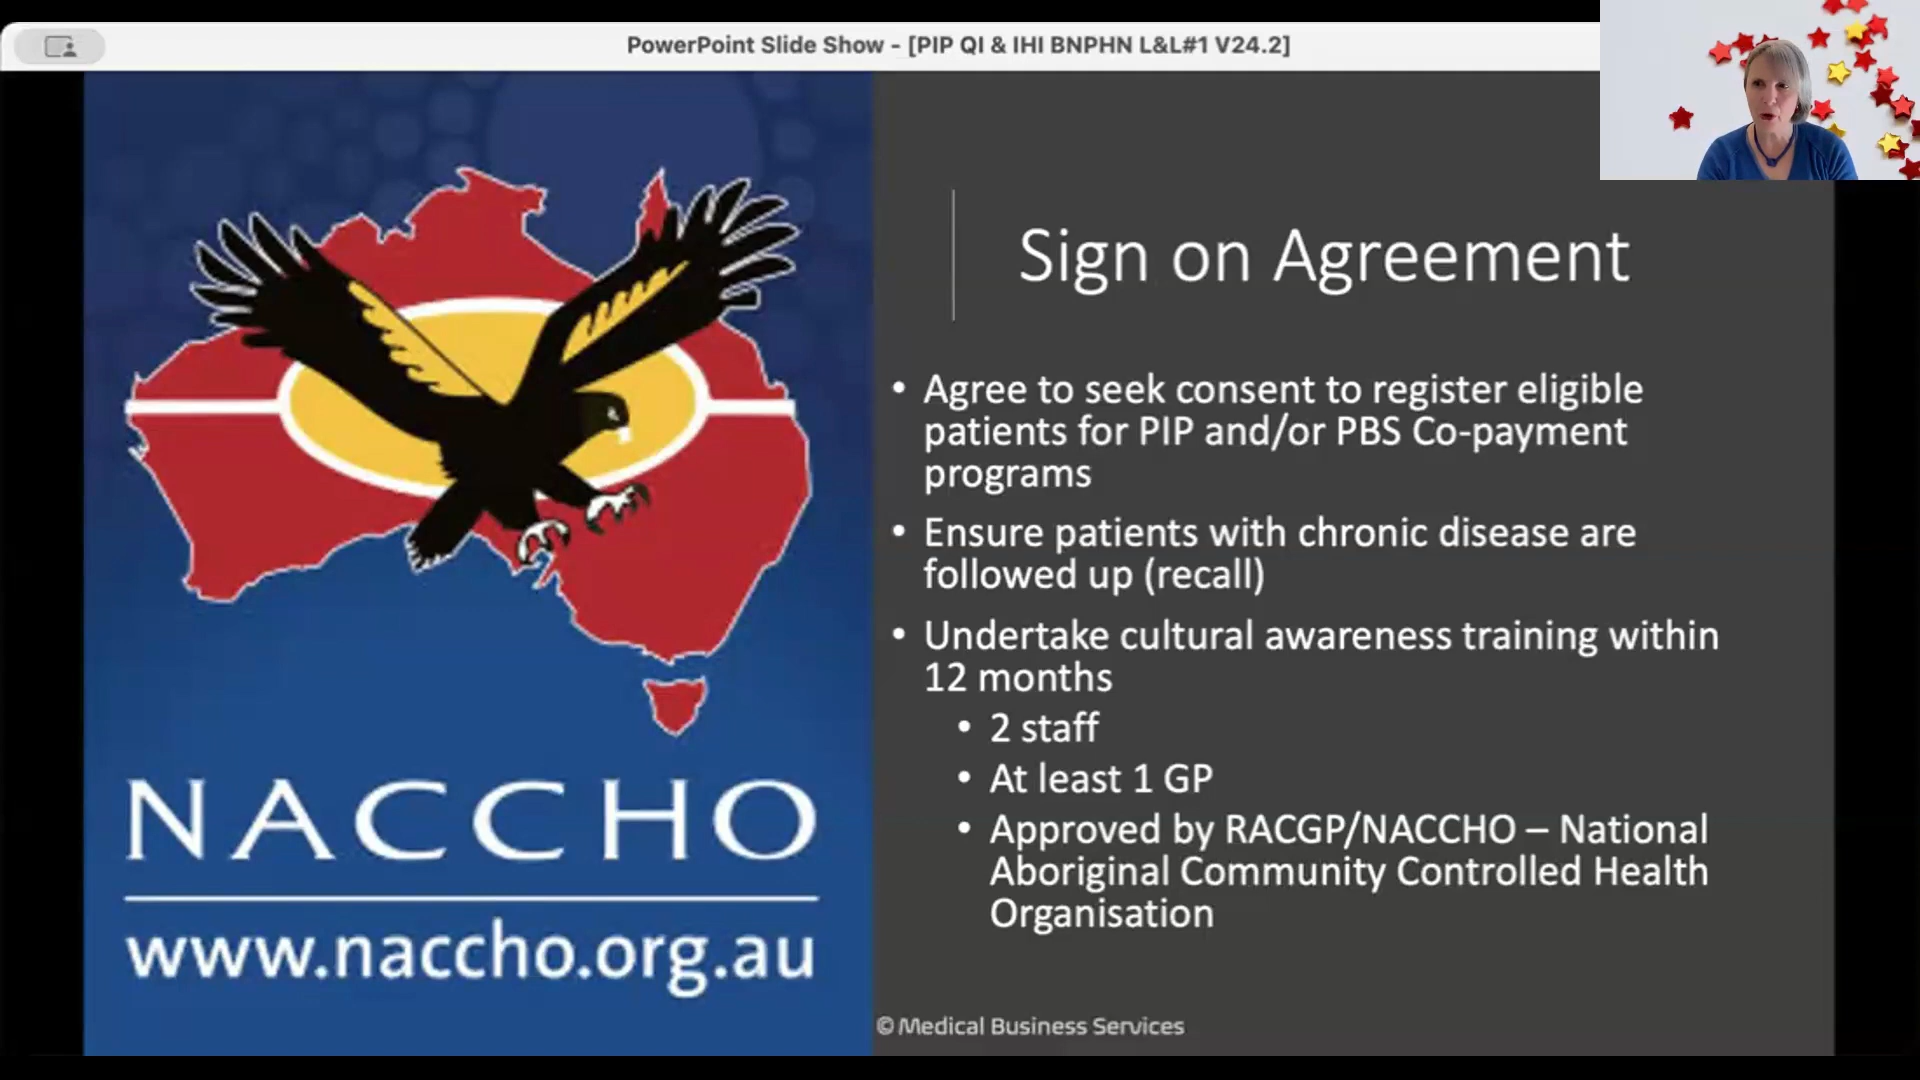 PowerPoint Slide Show - [PIP QI & IHI BNPHN L&L#1 V24.2]
Sign on Agreement
• Agree to seek consent to register eligible
patients for PIP and/or PBS Co-payment
programs
• Ensure patients with chronic disease are
followed up (recall)
• Undertake cultural awareness training within
12 months
• 2 staff
• At least 1 GP
• Approved by RACGP/NACCHO – National
Aboriginal Community Controlled Health
Organisation
NACCHO
www.naccho.org.au
© Medical Business Services